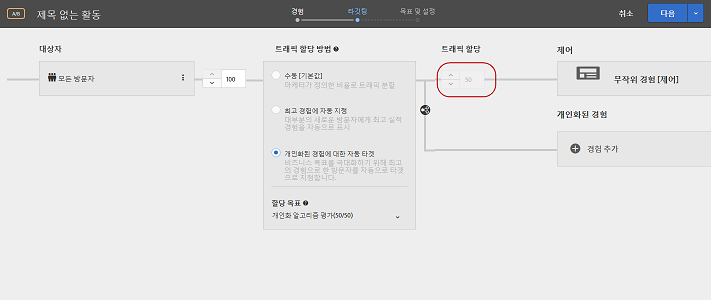 A/B 제목 없는 활동
경험 타기팅 목표 및 설정
취소 다음
대상자
모든 방문자
100
트래픽 할당 방법
수동 [기본값]
마케터가 정의한 비율로 트래픽 분할
최고 경험에 자동 지정
대부분의 새로운 방문자에게 최고 실적
경험을 자동으로 표시
개인화된 경험에 대한 자동 타겟
비즈니스 목표를 극대화하기 위해 최고
의 경험으로 한 방문자를 자동으로 타겟
으로 지정합니다.
할당 목표
개인화 알고리즘 평가(50/50)
트래픽 할당
50
제어
무작위 경험 [제어]
개인화된 경험
경험 추가